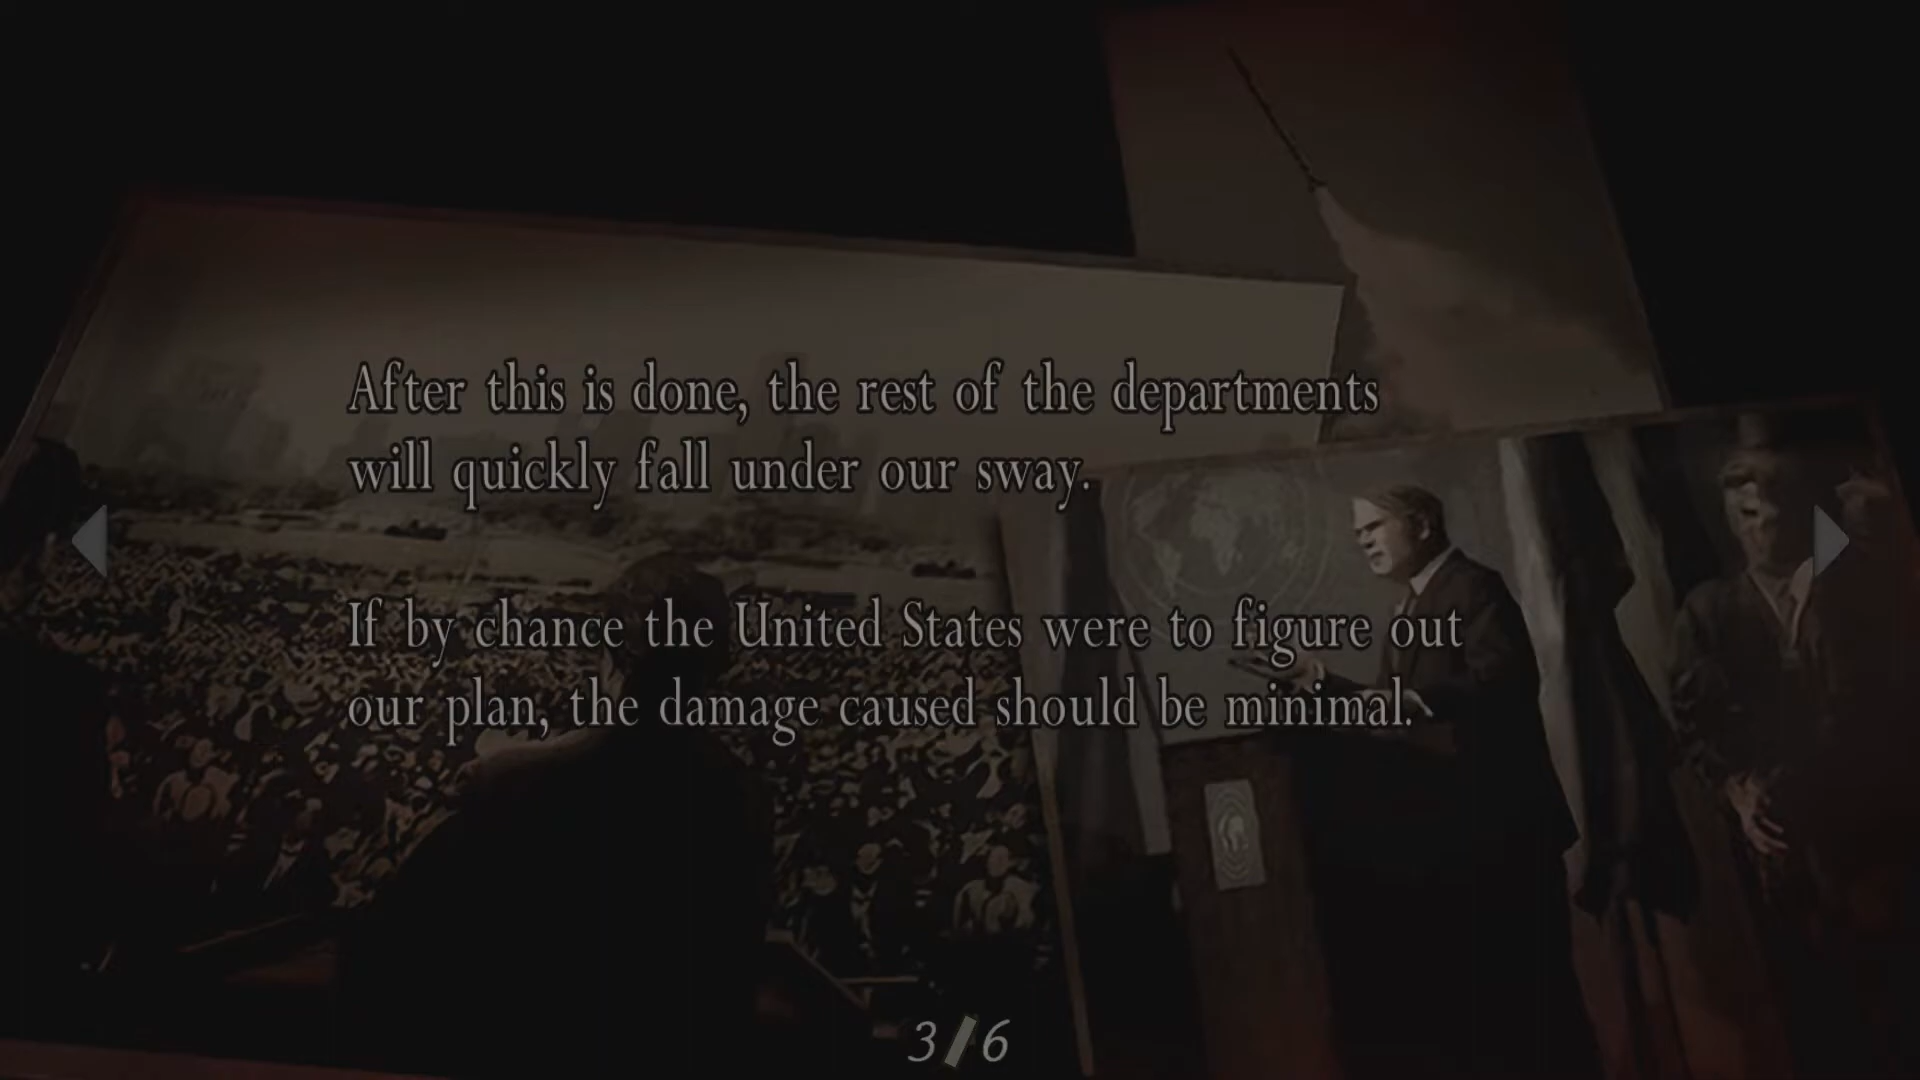 After this is done, the rest of the departments
will quickly fall under our sway.
If by chance the United States were to figure out
our plan, the damage caused should be minimal.
3/6